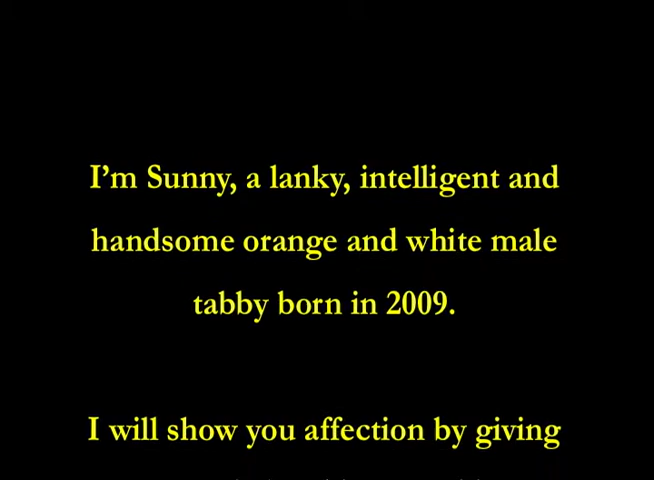 I’m Sunny, a lanky, intelligent and
handsome orange and white male
tabby born in 2009.
I will show you affection by giving